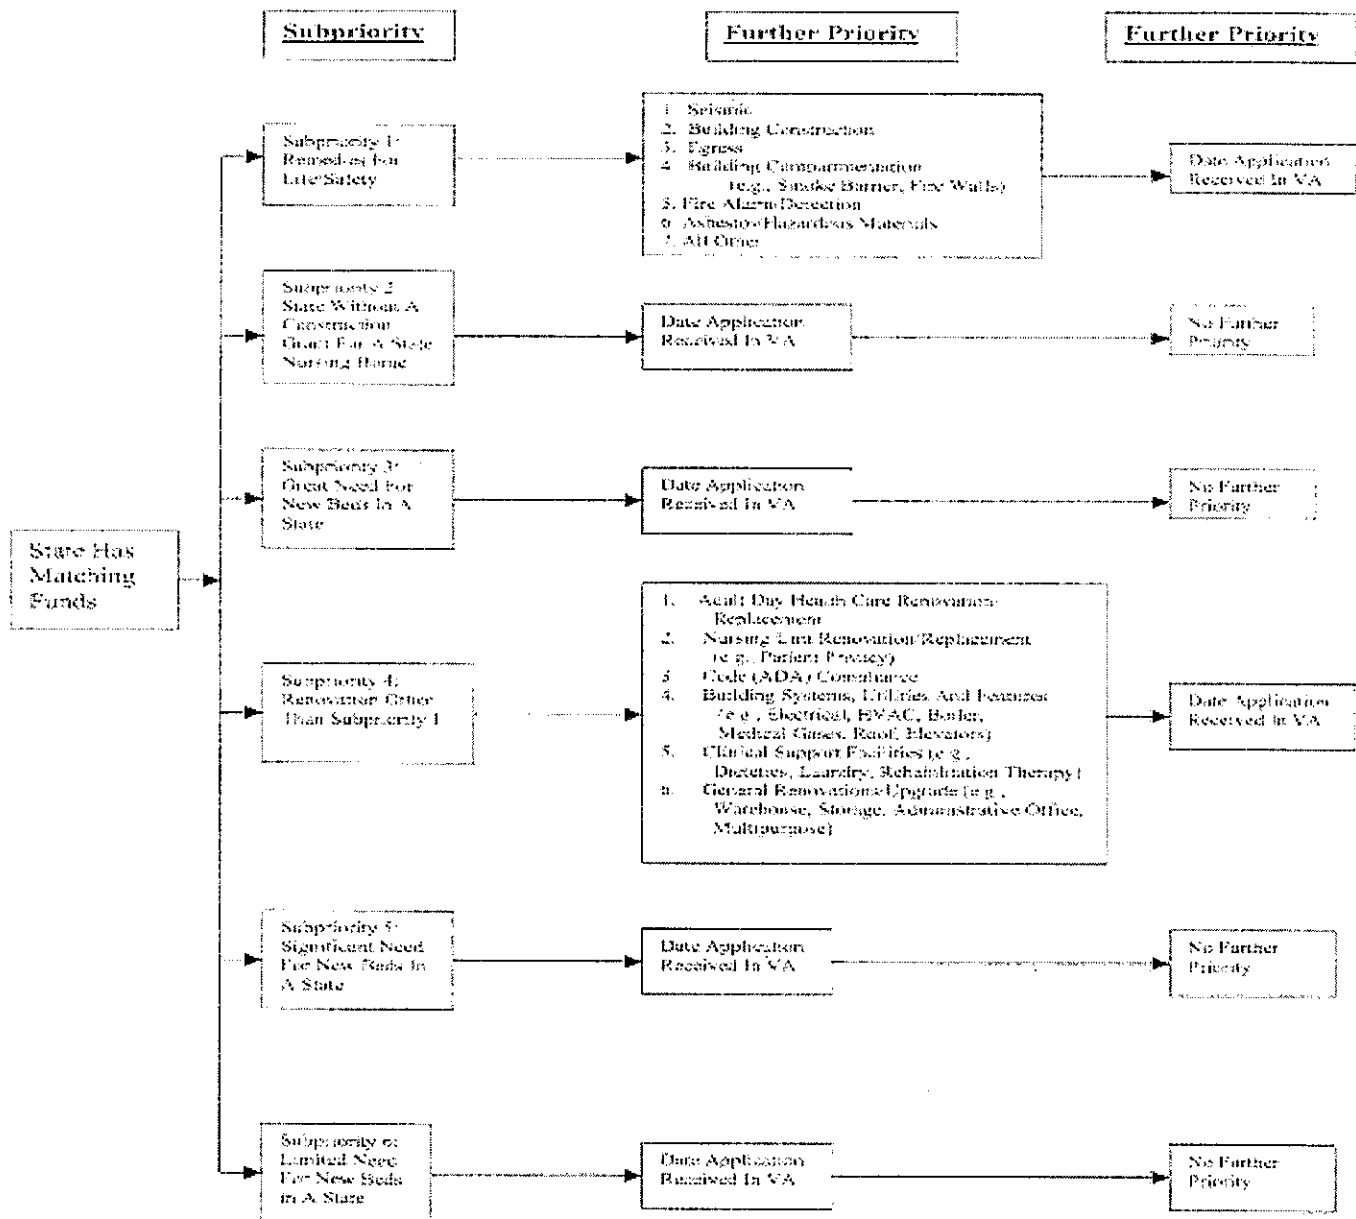 Subpriority
Further Priority
Further Priority
Subpriority 1:
Remedies For
Life/Safety
1. Seismic
2. Building Construction
3. Egress
4. Building Compartmentation
(e.g., Smoke Barrier, Fire Walls)
5. Fire Alarm/Detection
6. Asbestos/Hazardous Materials
7. All Other
Date Application
Received In VA
Subpriority 2
State Without A
Construction
Grant For A State
Nursing Home
Date Application
Received In VA
No Further
Priority
Subpriority 3:
Great Need For
New Beds In A
State
Date Application
Received In VA
No Further
Priority
State Has
Matching
Funds
Subpriority 4:
Renovation Other
Than Subpriority 1
1. Adult Day Health Care Renovation/
Replacement
2. Nursing Unit Renovation/Replacement
(e.g., Patient Privacy)
3. Code (ADA) Compliance
4. Building Systems, Utilities And Features
(e.g., Electrical, HVAC, Boiler,
Medical Gases, Roof, Elevators)
5. Clinical Support Facilities (e.g.,
Dietetics, Laundry, Rehabilitation Therapy)
6. General Renovations/Upgrade (e.g.,
Warehouse, Storage, Administrative Office,
Multipurpose)
Date Application
Received In VA
Subpriority 5:
Significant Need
For New Beds In
A State
Date Application
Received In VA
No Further
Priority
Subpriority 6:
Limited Need
For New Beds
in A State
Date Application
Received In VA
No Further
Priority